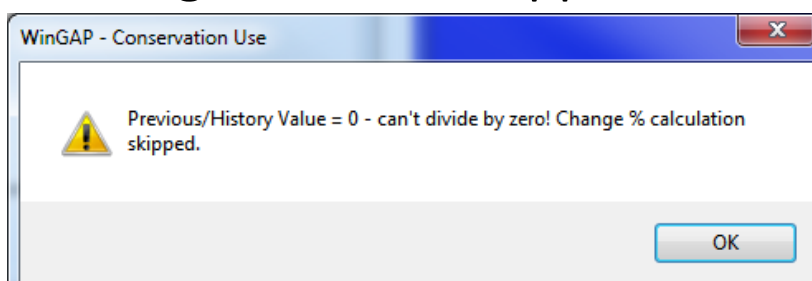 WinGAP - Conservation Use
Previous/History Value = 0 - can't divide by zero! Change % calculation
skipped.
OK